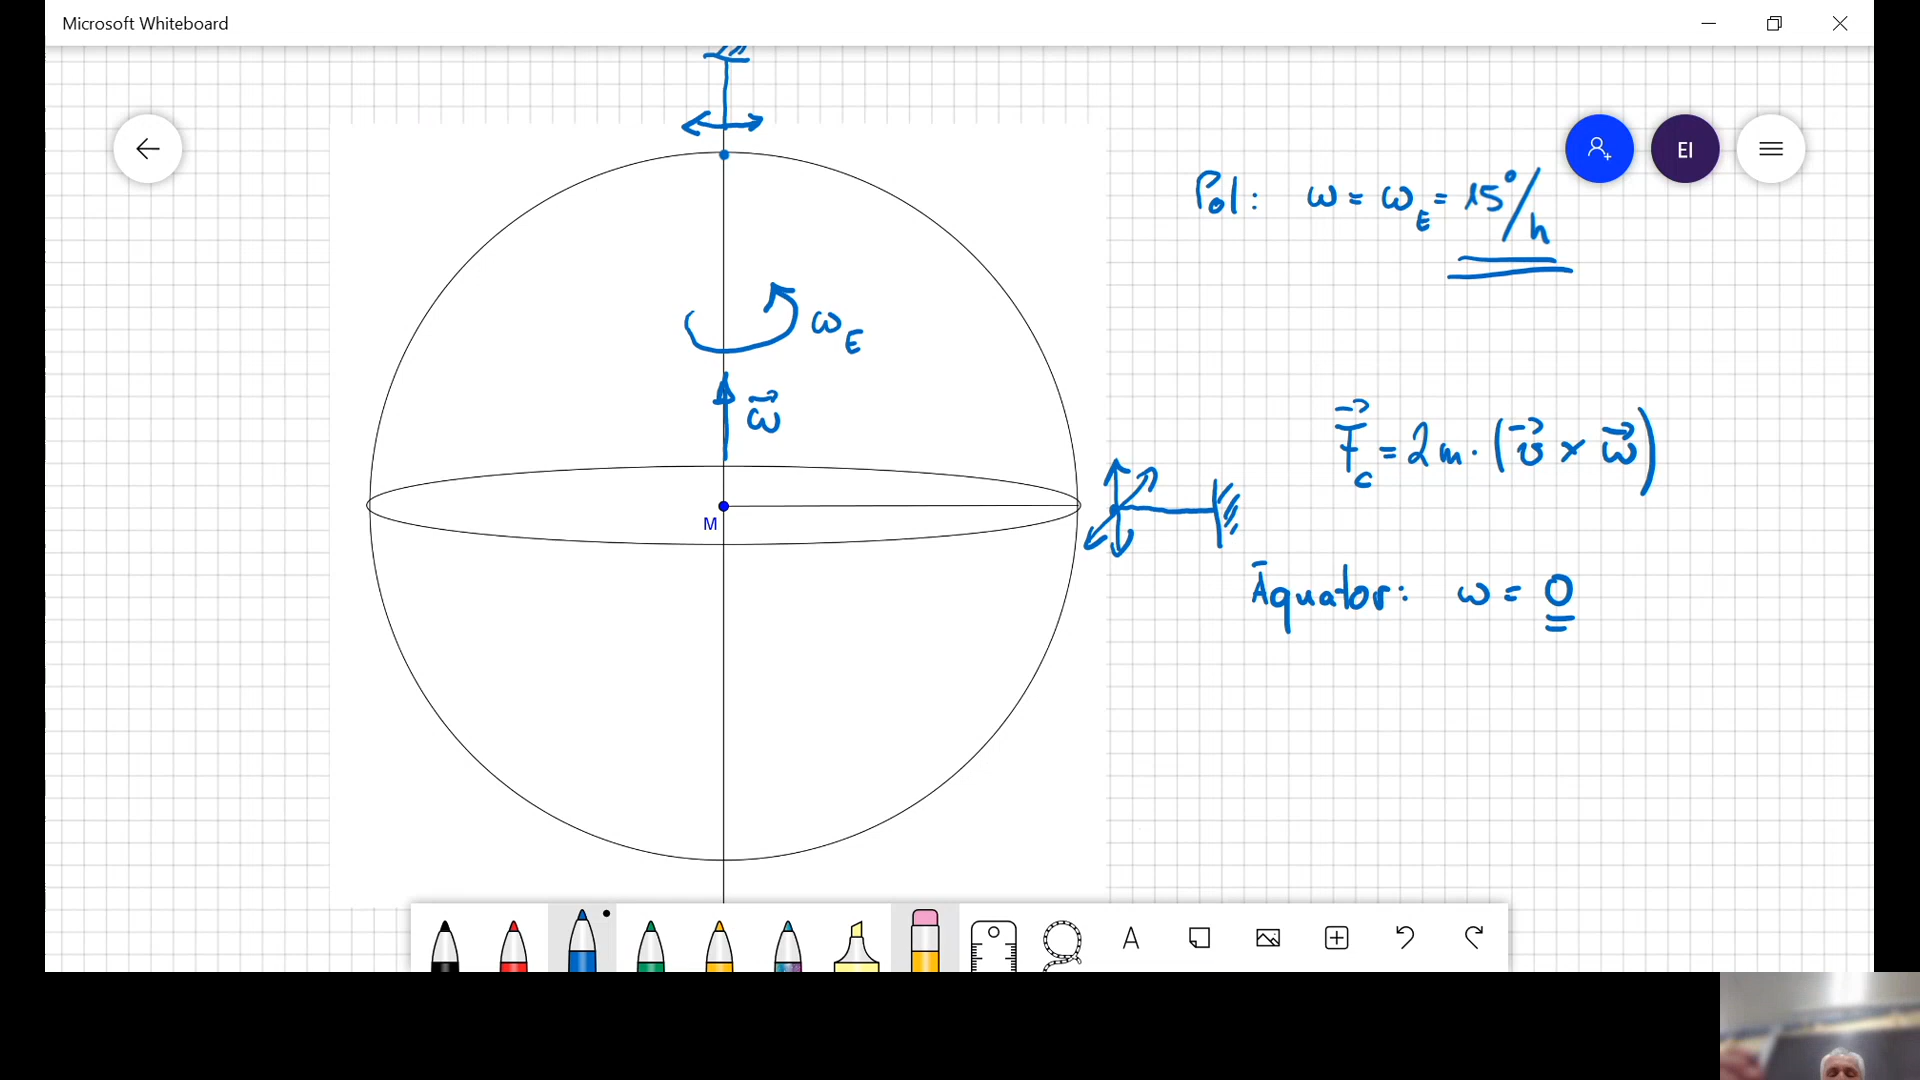 Microsoft Whiteboard
EI
Pol: ω = ω_E = 15°/h
ω_E
ω⃗
F⃗_c = 2m · (v⃗ × ω⃗)
M
Äquator: ω = 0
A